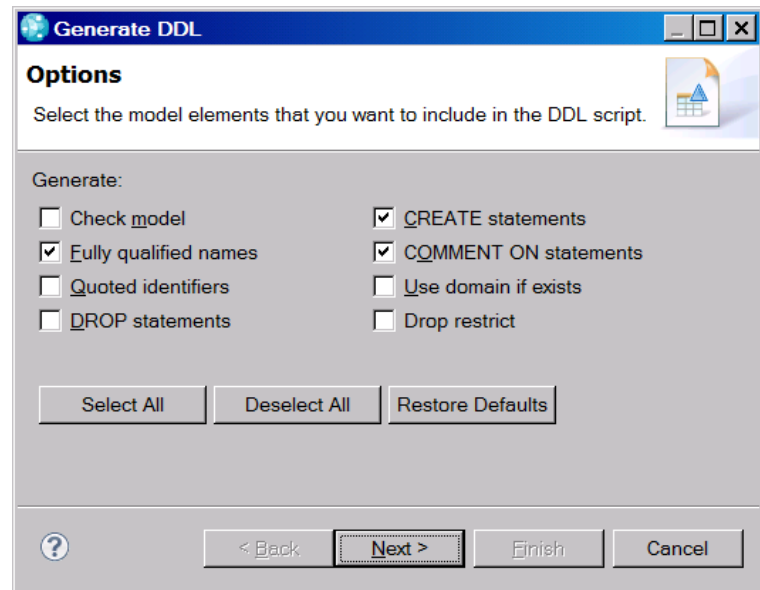 Generate DDL
Options
Select the model elements that you want to include in the DDL script.
Generate:
Check model
CREATE statements
Fully qualified names
COMMENT ON statements
Quoted identifiers
Use domain if exists
DROP statements
Drop restrict
Select All Deselect All Restore Defaults
? < Back Next > Finish Cancel